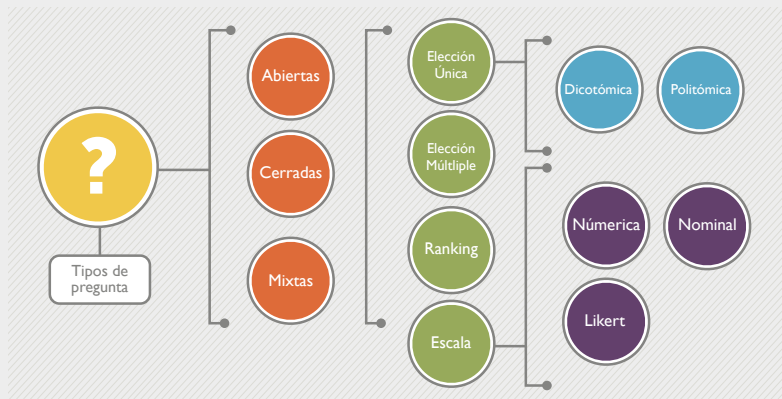 ?
Tipos de
pregunta
Abiertas
Cerradas
Mixtas
Elección
Única
Elección
Múltiple
Ranking
Escala
Dicotómica
Politómica
Númerica
Nominal
Likert